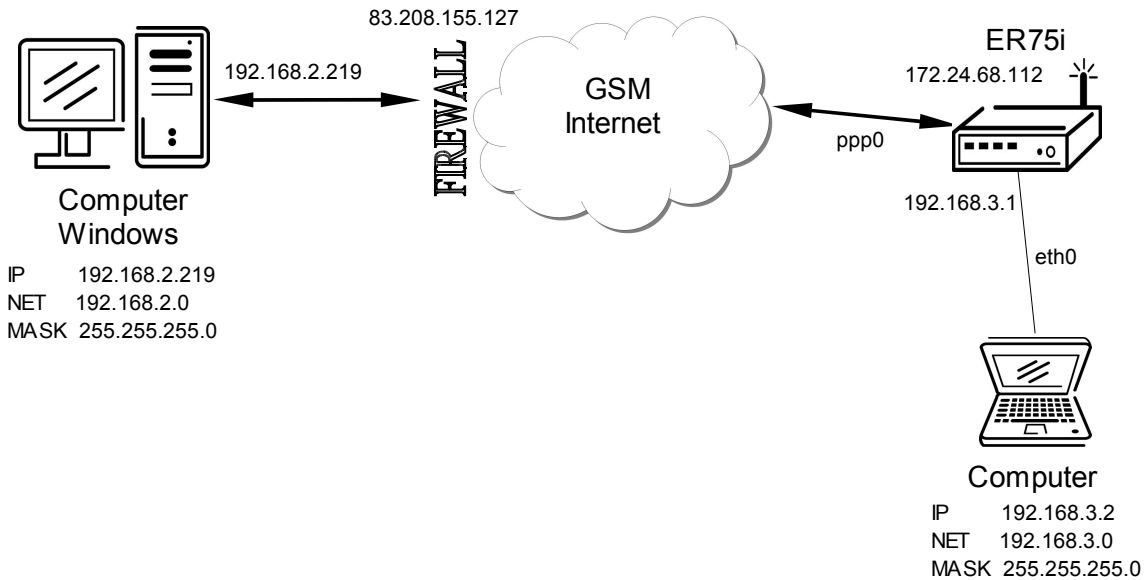 83.208.155.127
192.168.2.219
FIREWALL
GSM
Internet
ER75i
172.24.68.112
ppp0
192.168.3.1
eth0
Computer
Windows
IP 192.168.2.219
NET 192.168.2.0
MASK 255.255.255.0
Computer
IP 192.168.3.2
NET 192.168.3.0
MASK 255.255.255.0